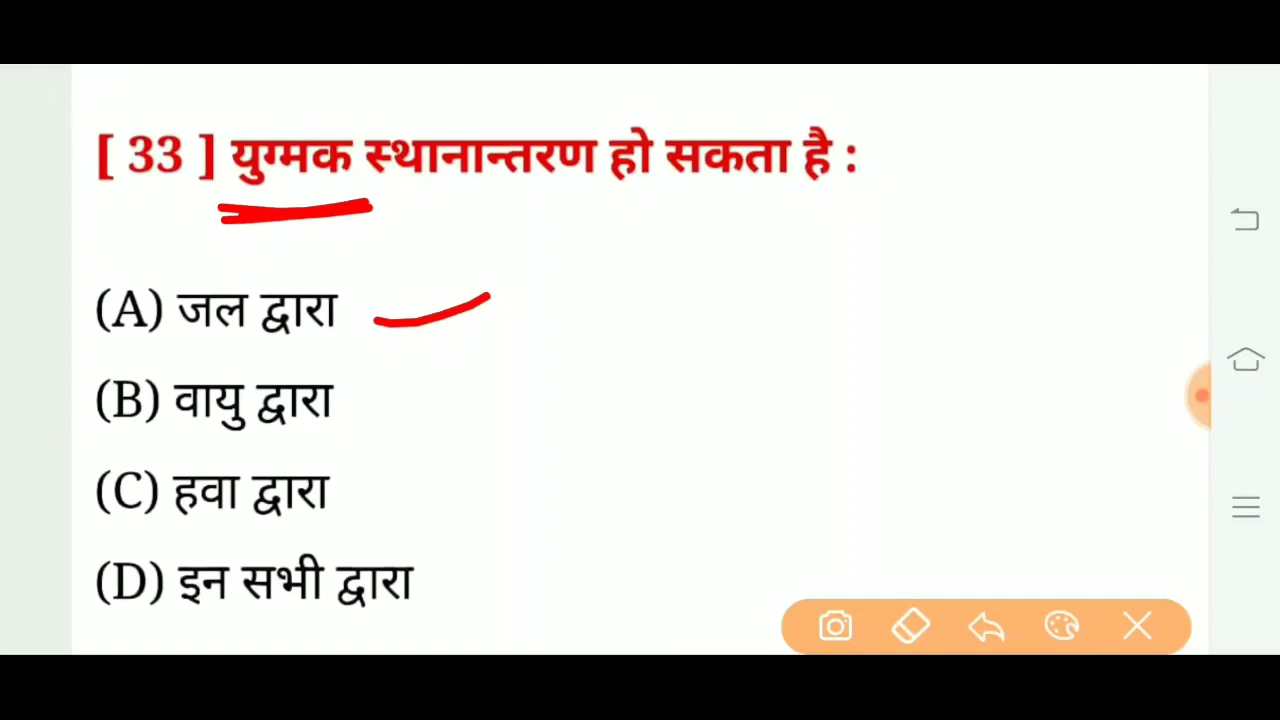 [ 33 ] युग्मक स्थानान्तरण हो सकता है :
(A) जल द्वारा
(B) वायु द्वारा
(C) हवा द्वारा
(D) इन सभी द्वारा